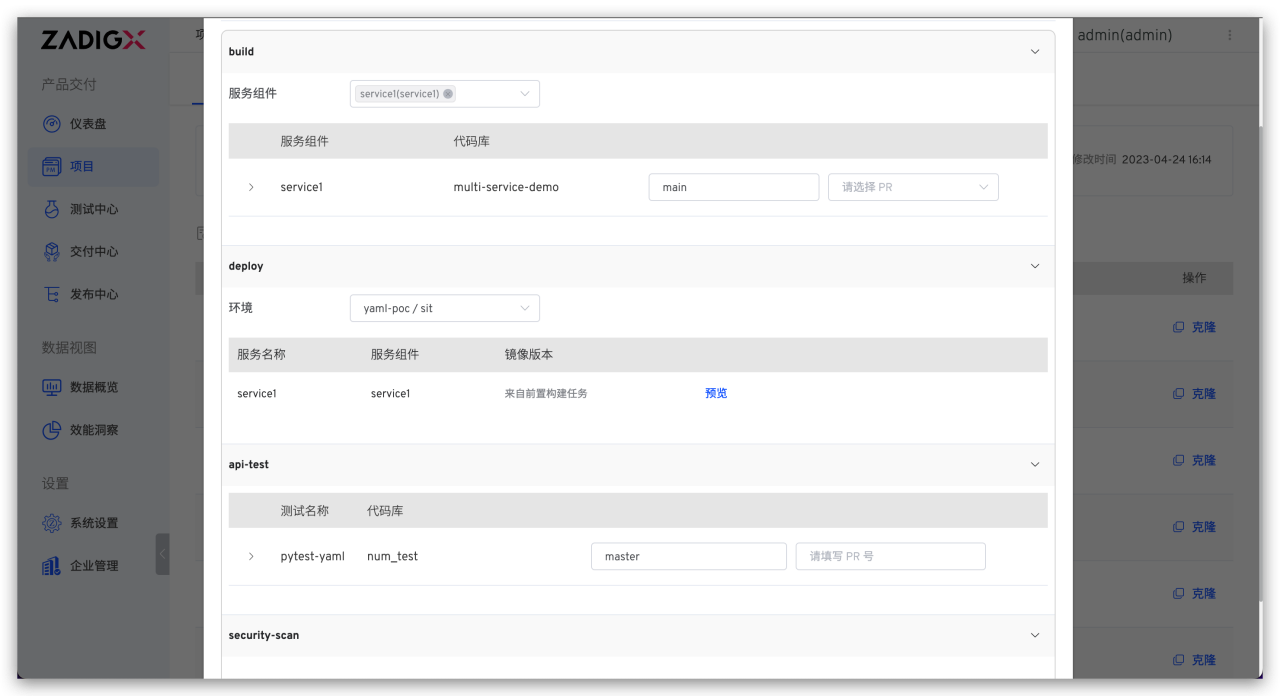 ZADIGX
admin(admin)
产品交付
仪表盘
项目
测试中心
交付中心
发布中心
数据视图
数据概览
效能洞察
设置
系统设置
企业管理
build
服务组件
service1(service1)
服务组件 代码库
service1 multi-service-demo main 请选择 PR
deploy
环境
yaml-poc / sit
服务名称 服务组件 镜像版本
service1 service1 来自前置构建任务 预览
api-test
测试名称 代码库
pytest-yaml num_test master 请填写 PR 号
security-scan
修改时间 2023-04-24 16:14
操作
克隆
克隆
克隆
克隆
克隆
克隆